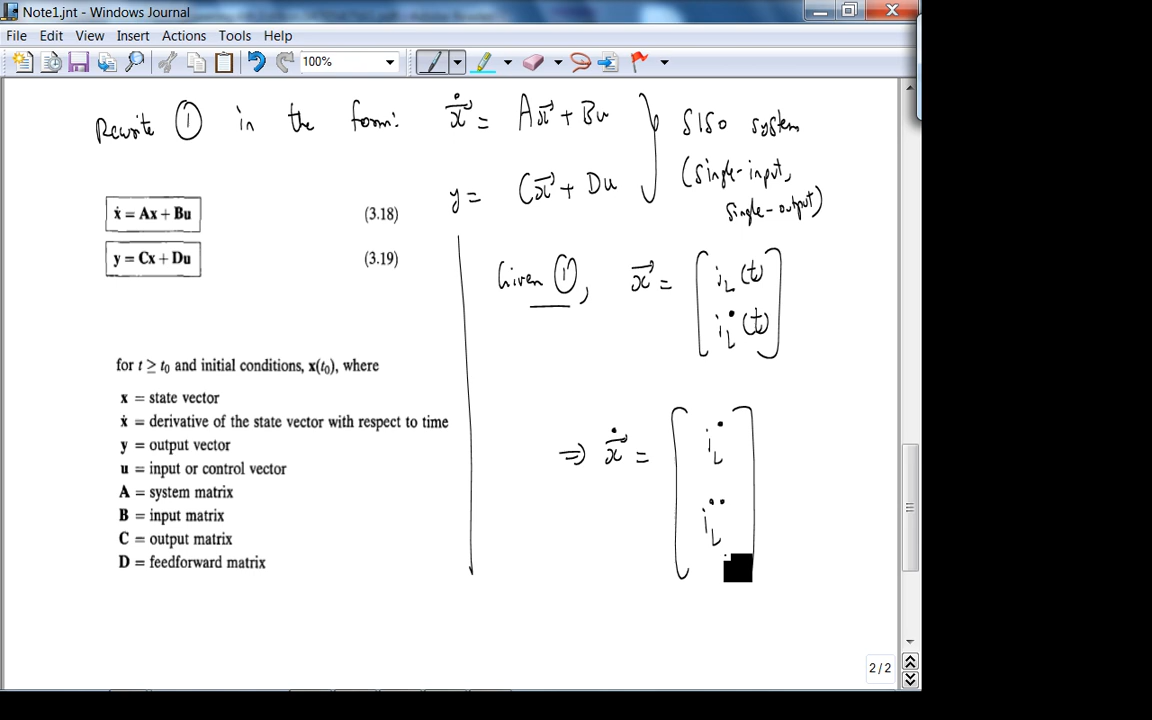 Note1.jnt - Windows Journal
File Edit View Insert Actions Tools Help
100%
Rewrite ① in the form: ẋ⃗ = Ax⃗ + Bu
y = Cx⃗ + Du
SISO system
(single-input,
single-output)
ẋ = Ax + Bu (3.18)
y = Cx + Du (3.19)
Given ①, x⃗ = [i_L(t)
i̇_L(t)]
for t ≥ t₀ and initial conditions, x(t₀), where
x = state vector
ẋ = derivative of the state vector with respect to time
y = output vector
u = input or control vector
A = system matrix
B = input matrix
C = output matrix
D = feedforward matrix
⇒ ẋ⃗ = [i̇_L
ï_L]
2 / 2